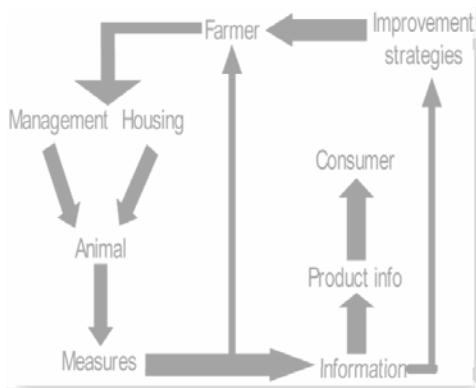 Farmer
Improvement
strategies
Management Housing
Consumer
Animal
Product info
Measures
Information